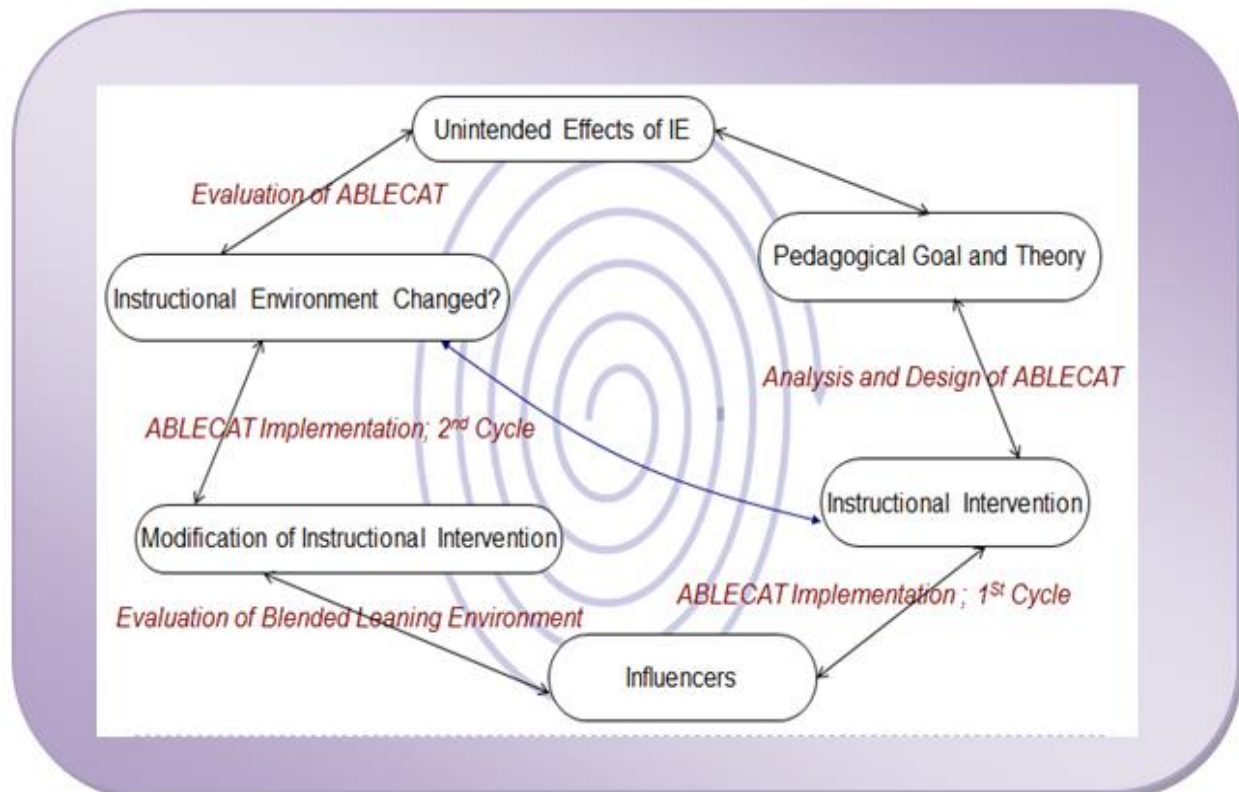 Unintended Effects of IE
Evaluation of ABLECAT
Pedagogical Goal and Theory
Instructional Environment Changed?
Analysis and Design of ABLECAT
ABLECAT Implementation; 2nd Cycle
Instructional Intervention
Modification of Instructional Intervention
ABLECAT Implementation ; 1St Cycle
Evaluation of Blended Leaning Environment
Influencers